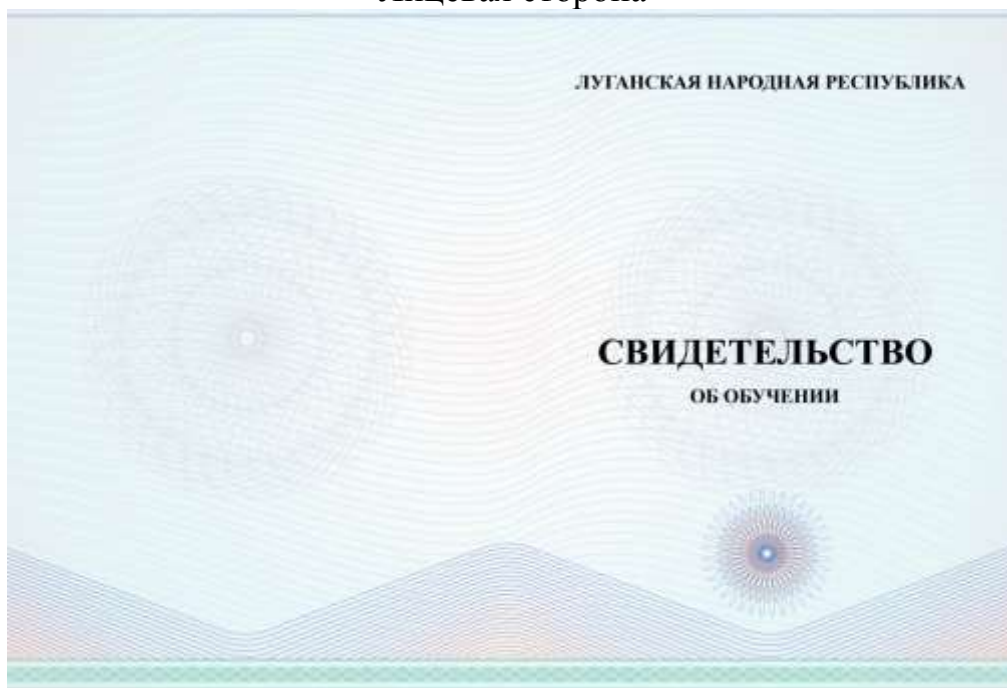 Лицевая сторона
ЛУГАНСКАЯ НАРОДНАЯ РЕСПУБЛИКА
СВИДЕТЕЛЬСТВО
ОБ ОБУЧЕНИИ